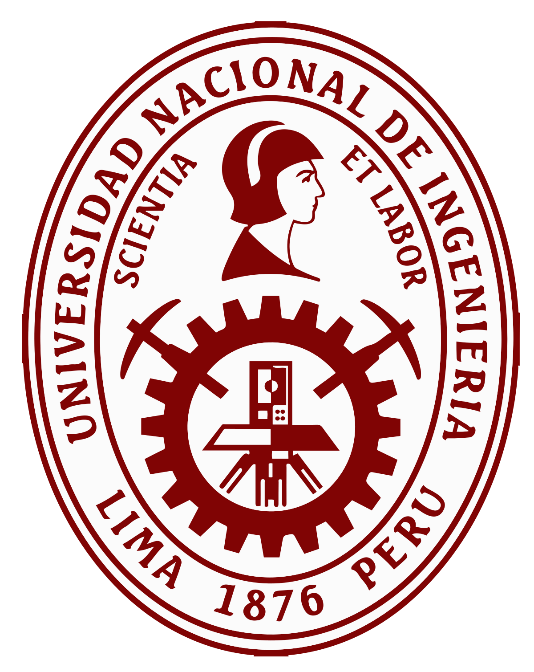 UNIVERSIDAD NACIONAL DE INGENIERIA
SCIENTIA ET LABOR
LIMA 1876 PERU